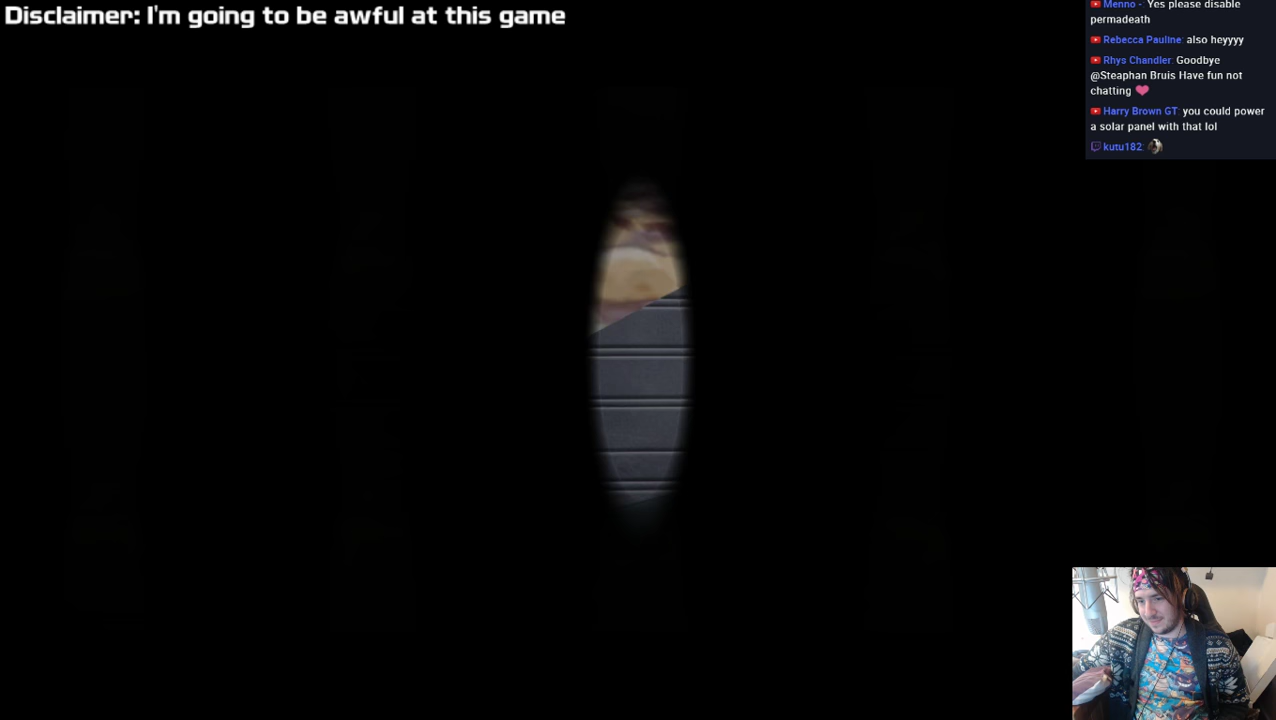 Disclaimer: I'm going to be awful at this game
Menno - Yes please disable
permadeath
Rebecca Pauline: also heyyyy
Rhys Chandler: Goodbye
@Steaphan Bruis Have fun not
chatting
Harry Brown GT: you could power
a solar panel with that lol
kutu182: